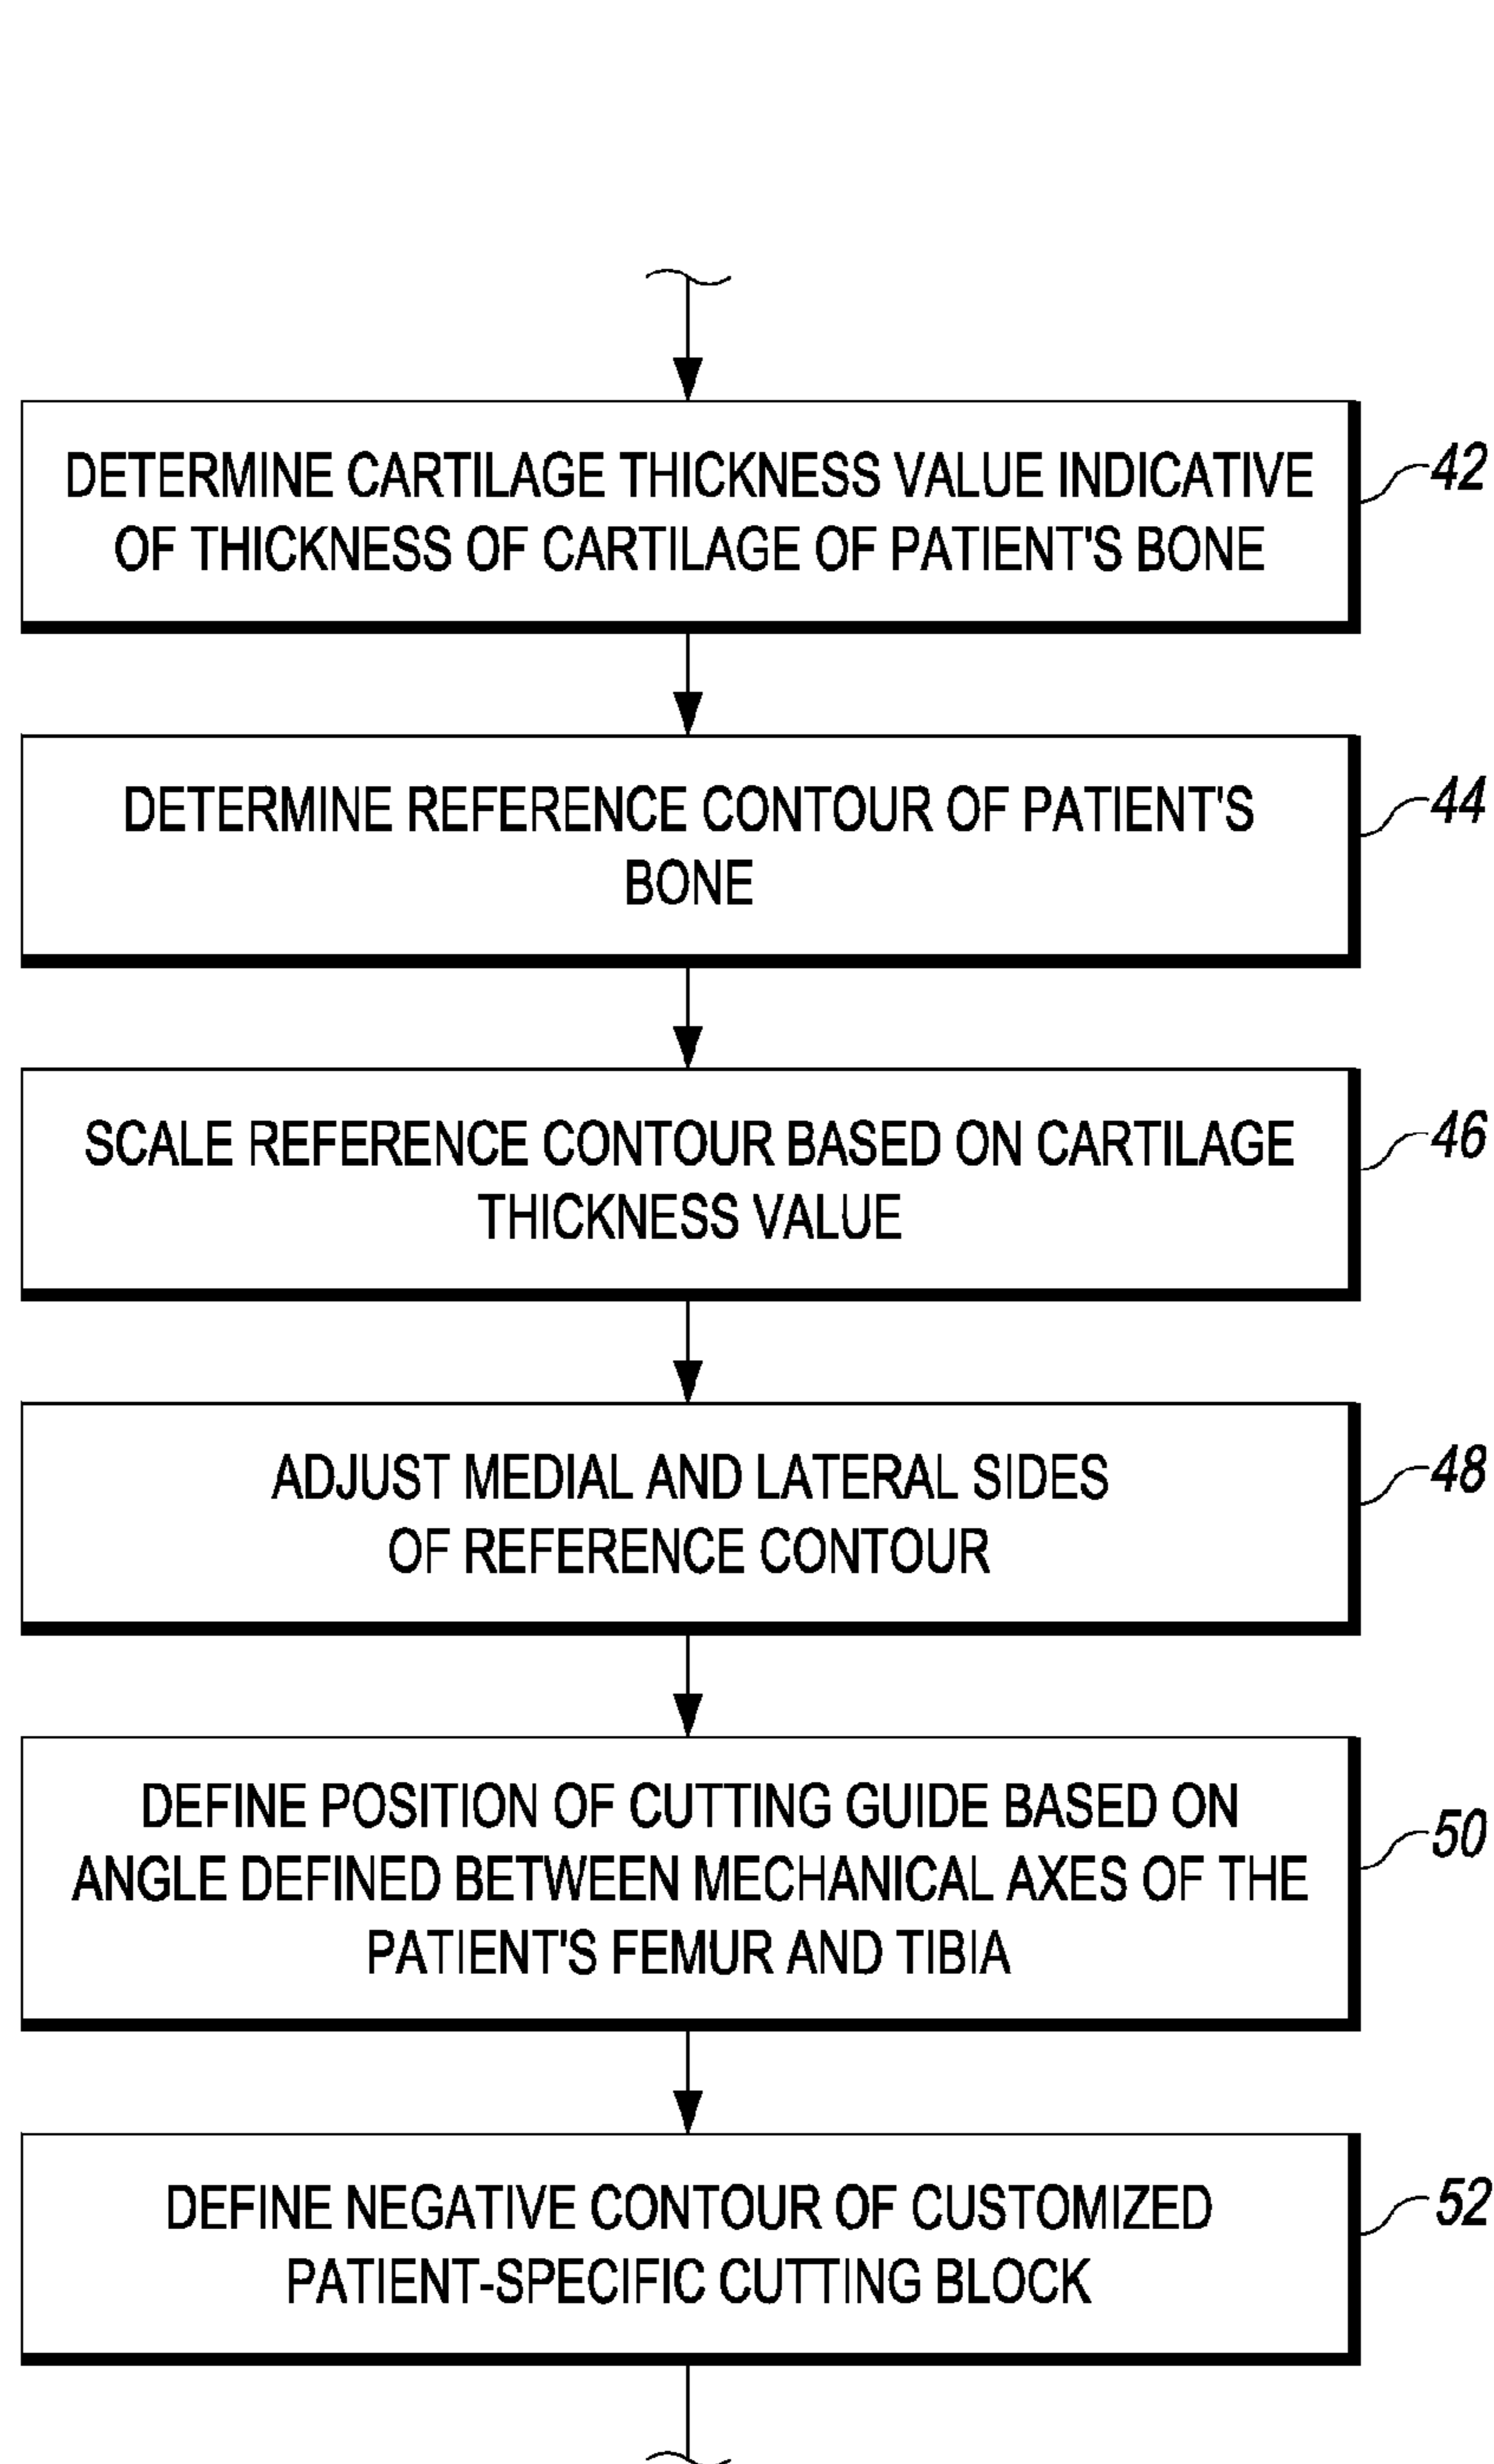 DETERMINE CARTILAGE THICKNESS VALUE INDICATIVE
OF THICKNESS OF CARTILAGE OF PATIENT'S BONE
42
DETERMINE REFERENCE CONTOUR OF PATIENT'S
BONE
44
SCALE REFERENCE CONTOUR BASED ON CARTILAGE
THICKNESS VALUE
46
ADJUST MEDIAL AND LATERAL SIDES
OF REFERENCE CONTOUR
48
DEFINE POSITION OF CUTTING GUIDE BASED ON
ANGLE DEFINED BETWEEN MECHANICAL AXES OF THE
PATIENT'S FEMUR AND TIBIA
50
DEFINE NEGATIVE CONTOUR OF CUSTOMIZED
PATIENT-SPECIFIC CUTTING BLOCK
52